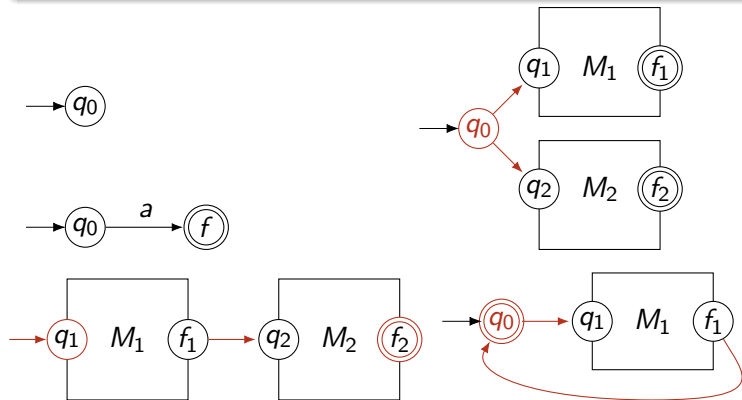 q0
q1 M1 f1
q0
q2 M2 f2
q0 a f
q1 M1 f1 q2 M2 f2
q0 q1 M1 f1